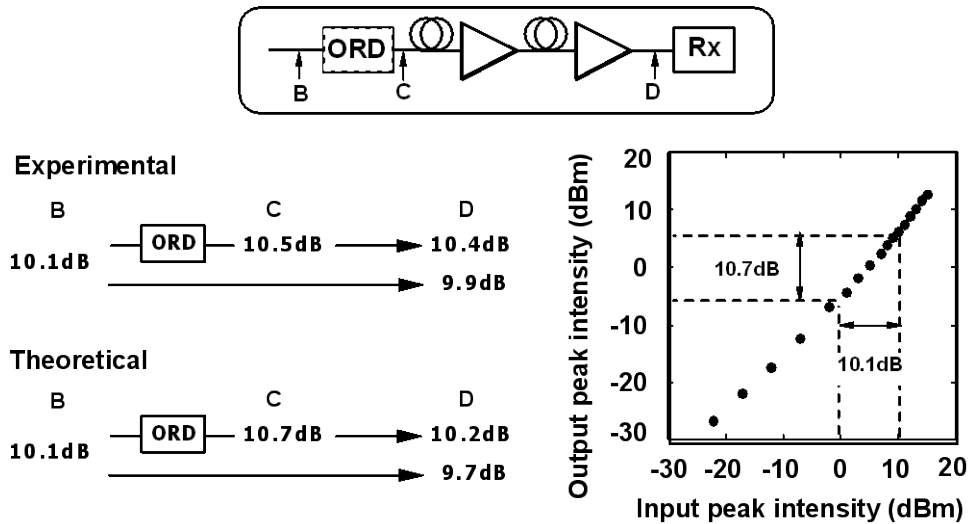 ORD
Rx
B
C
D
Experimental
B C D
ORD 10.5dB 10.4dB
10.1dB
9.9dB
Theoretical
B C D
ORD 10.7dB 10.2dB
10.1dB
9.7dB
Output peak intensity (dBm)
20
10
0
-10
-20
-30
10.7dB
10.1dB
-30 -20 -10 0 10 20
Input peak intensity (dBm)